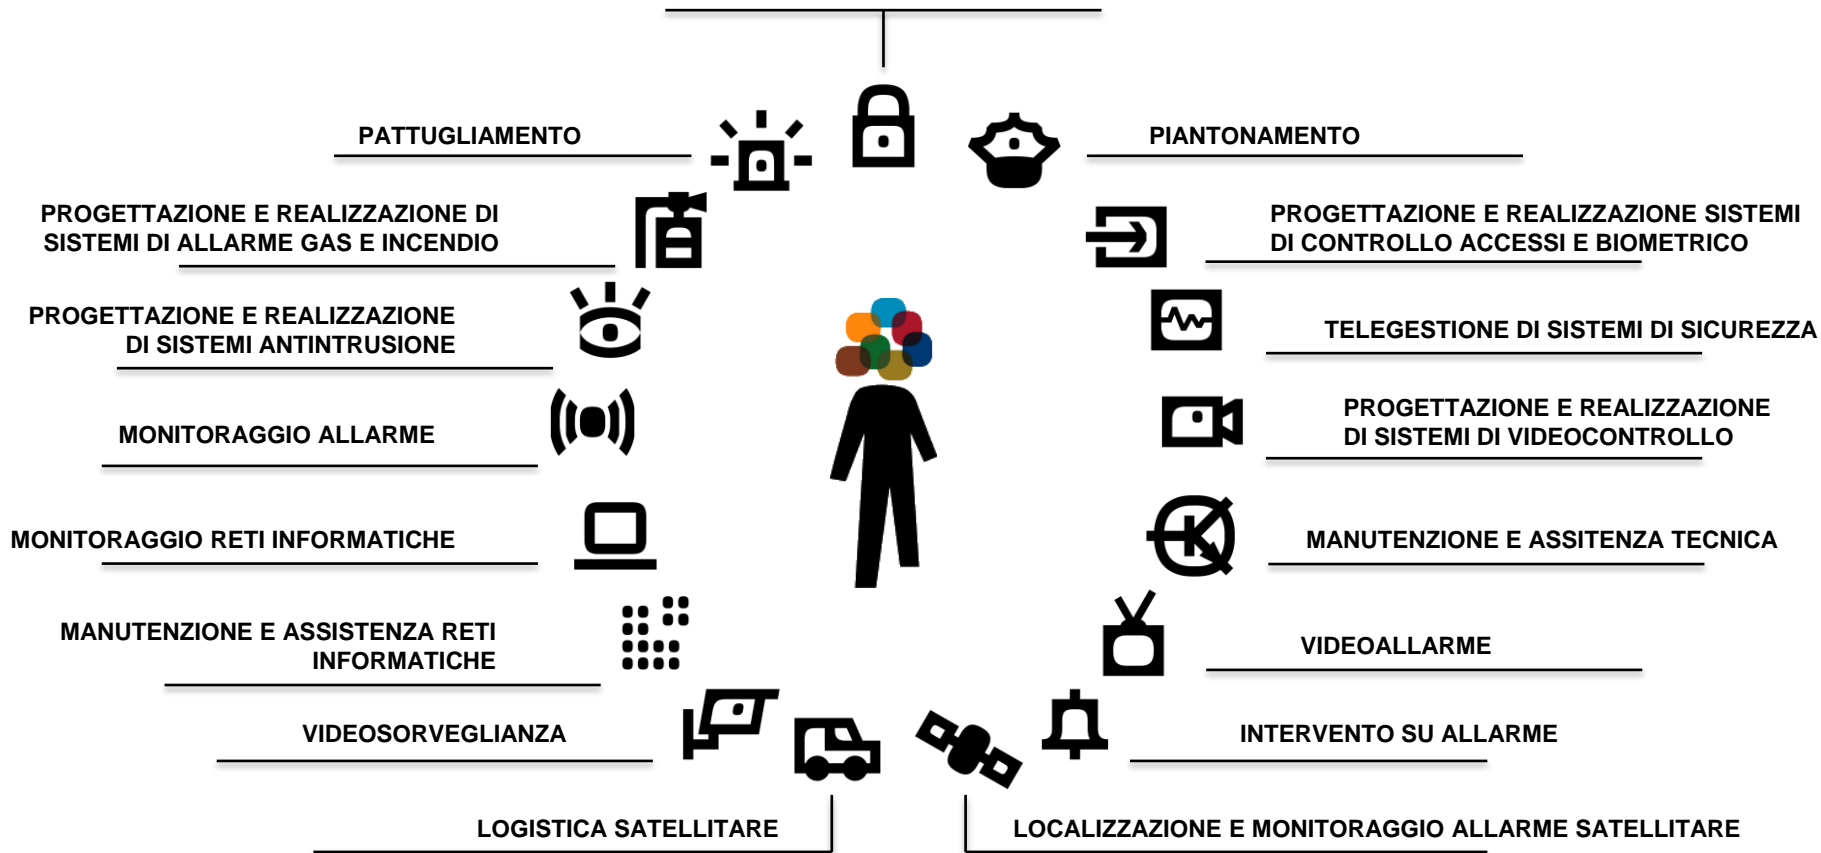 PATTUGLIAMENTO
PIANTONAMENTO
PROGETTAZIONE E REALIZZAZIONE DI
SISTEMI DI ALLARME GAS E INCENDIO
PROGETTAZIONE E REALIZZAZIONE SISTEMI
DI CONTROLLO ACCESSI E BIOMETRICO
PROGETTAZIONE E REALIZZAZIONE
DI SISTEMI ANTINTRUSIONE
TELEGESTIONE DI SISTEMI DI SICUREZZA
MONITORAGGIO ALLARME
PROGETTAZIONE E REALIZZAZIONE
DI SISTEMI DI VIDEOCONTROLLO
MONITORAGGIO RETI INFORMATICHE
MANUTENZIONE E ASSITENZA TECNICA
MANUTENZIONE E ASSISTENZA RETI
INFORMATICHE
VIDEOALLARME
VIDEOSORVEGLIANZA
INTERVENTO SU ALLARME
LOGISTICA SATELLITARE
LOCALIZZAZIONE E MONITORAGGIO ALLARME SATELLITARE